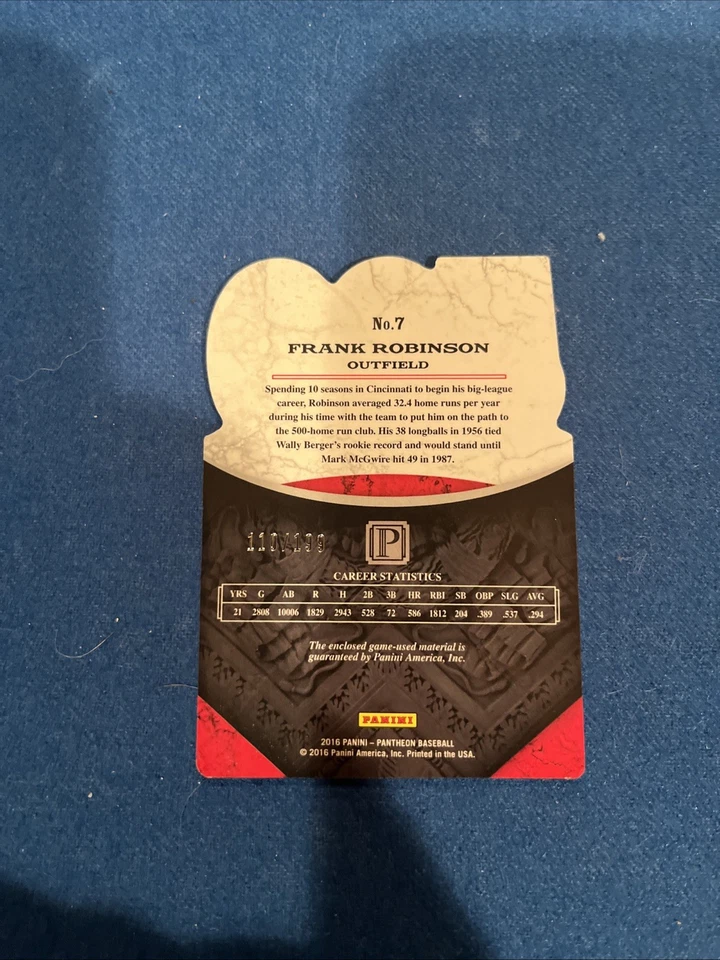 No.7
FRANK ROBINSON
OUTFIELD
Spending 10 seasons in Cincinnati to begin his big-league
career, Robinson averaged 32.4 home runs per year
during his time with the team to put him on the path to
the 500-home run club. His 38 longballs in 1956 tied
Wally Berger's rookie record and would stand until
Mark McGwire hit 49 in 1987.
110/199
P
CAREER STATISTICS
YRS G AB R H 2B 3B HR RBI SB OBP SLG AVG
21 2808 10006 1829 2943 528 72 586 1812 204 .389 .537 .294
The enclosed game-used material is
guaranteed by Panini America, Inc.
PANINI
2016 PANINI – PANTHEON BASEBALL
© 2016 Panini America, Inc. Printed in the USA.